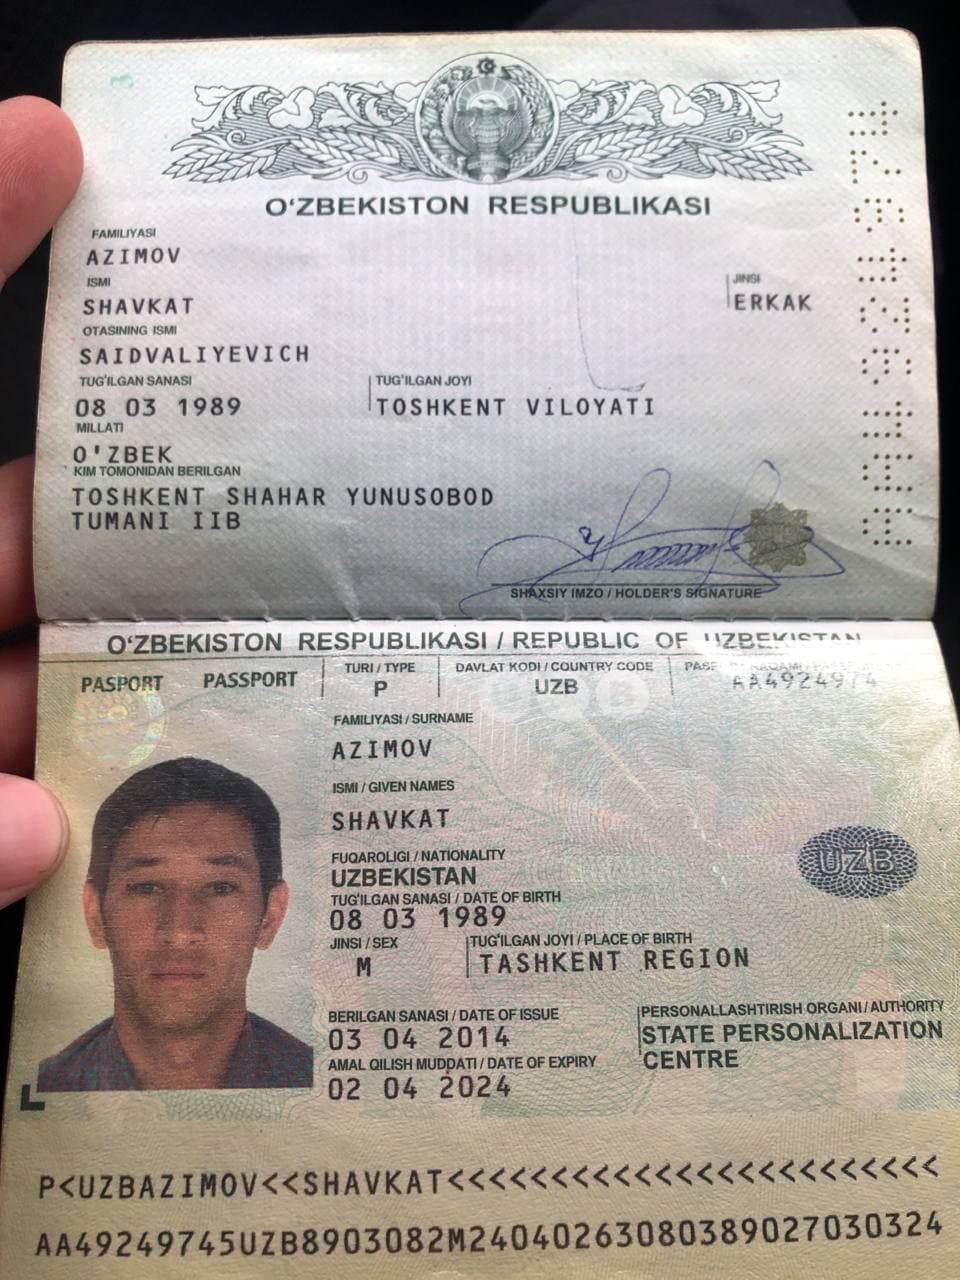 O‘ZBEKISTON RESPUBLIKASI
FAMILIYASI
AZIMOV
ISMI
SHAVKAT
JINSI
ERKAK
OTASINING ISMI
SAIDVALIYEVICH
TUG‘ILGAN SANASI TUG‘ILGAN JOYI
08 03 1989 TOSHKENT VILOYATI
MILLATI
O'ZBEK
KIM TOMONIDAN BERILGAN
TOSHKENT SHAHAR YUNUSOBOD
TUMANI IIB
SHAXSIY IMZO / HOLDER'S SIGNATURE
O‘ZBEKISTON RESPUBLIKASI / REPUBLIC OF UZBEKISTAN
PASPORT PASSPORT TURI / TYPE DAVLAT KODI / COUNTRY CODE
P UZB AA4924974
FAMILIYASI / SURNAME
AZIMOV
ISMI / GIVEN NAMES
SHAVKAT
FUQAROLIGI / NATIONALITY
UZBEKISTAN
UZB
TUG‘ILGAN SANASI / DATE OF BIRTH
08 03 1989
JINSI / SEX TUG‘ILGAN JOYI / PLACE OF BIRTH
M TASHKENT REGION
BERILGAN SANASI / DATE OF ISSUE PERSONALLASHTIRISH ORGANI / AUTHORITY
03 04 2014 STATE PERSONALIZATION
AMAL QILISH MUDDATI / DATE OF EXPIRY CENTRE
02 04 2024
P<UZBAZIMOV<<SHAVKAT<<<<<<<<<<<<<<<<<<<<<<<<
AA49249745UZB8903082M24040263080389027030324